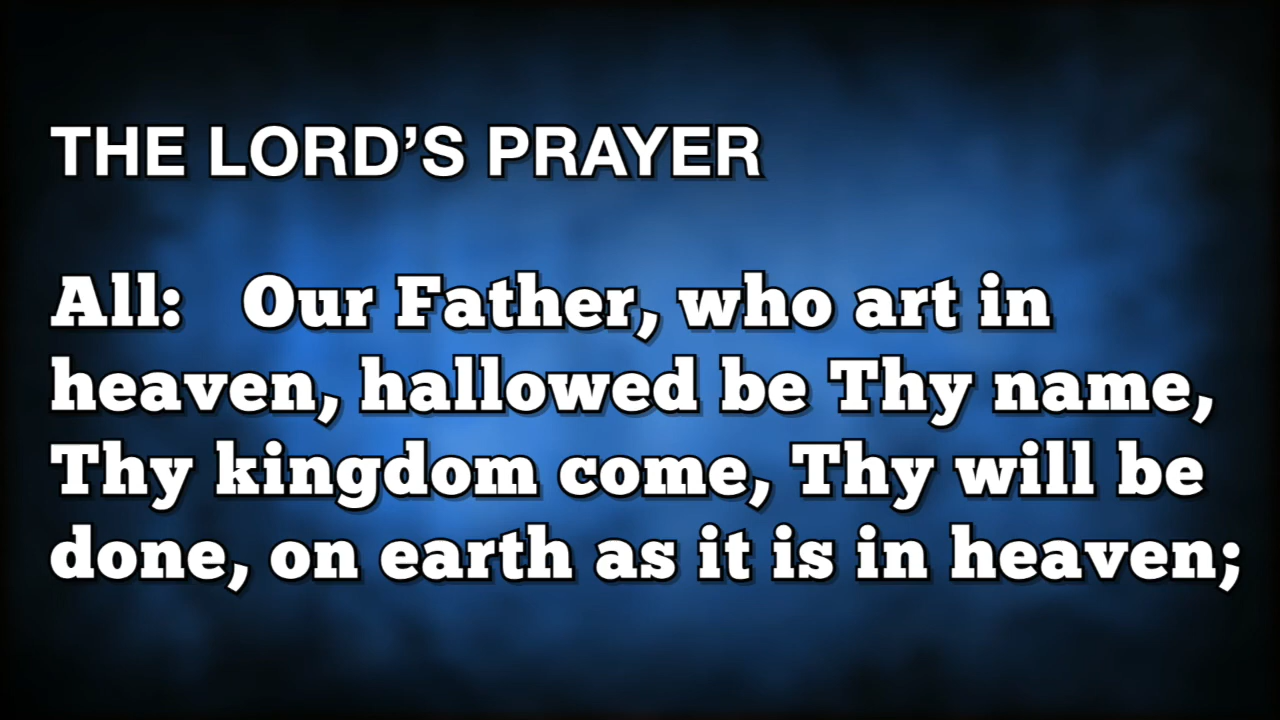 THE LORD’S PRAYER
All: Our Father, who art in
heaven, hallowed be Thy name,
Thy kingdom come, Thy will be
done, on earth as it is in heaven;